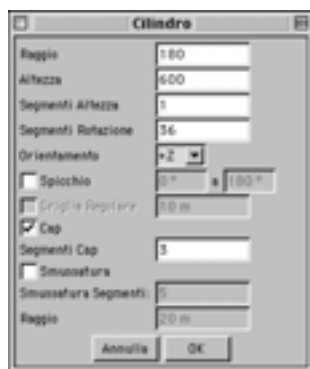 Cilindro
Raggio 180
Altezza 600
Segmenti Altezza 1
Segmenti Rotazione 36
Orientamento +Z
Spicchio 0° a 180°
Griglia Regolare 10 m
Cap
Segmenti Cap 3
Smussatura
Smussatura Segmenti: 5
Raggio 20 m
Annulla OK